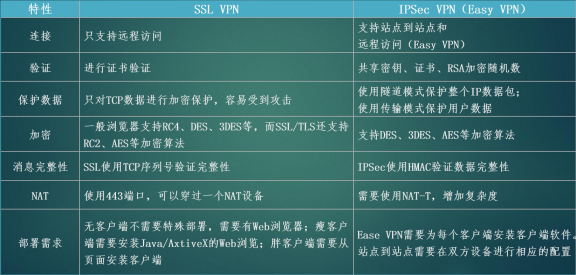 特性 SSL VPN IPSec VPN（Easy VPN）
连接 只支持远程访问 支持站点到站点和
远程访问（Easy VPN）
验证 进行证书验证 共享密钥、证书、RSA加密随机数
保护数据 只对TCP数据进行加密保护，容易受到攻击 使用隧道模式保护整个IP数据包；
使用传输模式保护用户数据
加密 一般浏览器支持RC4、DES、3DES等，而SSL/TLS还支持
RC2、AES等加密算法 支持DES、3DES、AES等加密算法
消息完整性 SSL使用TCP序列号验证完整性 IPSec使用HMAC验证数据完整性
NAT 使用443端口，可以穿过一个NAT设备 需要使用NAT-T，增加复杂度
部署需求 无客户端不需要特殊部署，需要有Web浏览器；瘦客户
端需要安装Java/AxtiveX的Web浏览；胖客户端需要从
页面安装客户端 Ease VPN需要为每个客户端安装客户端软件。
站点到站点需要在双方设备进行相应的配置